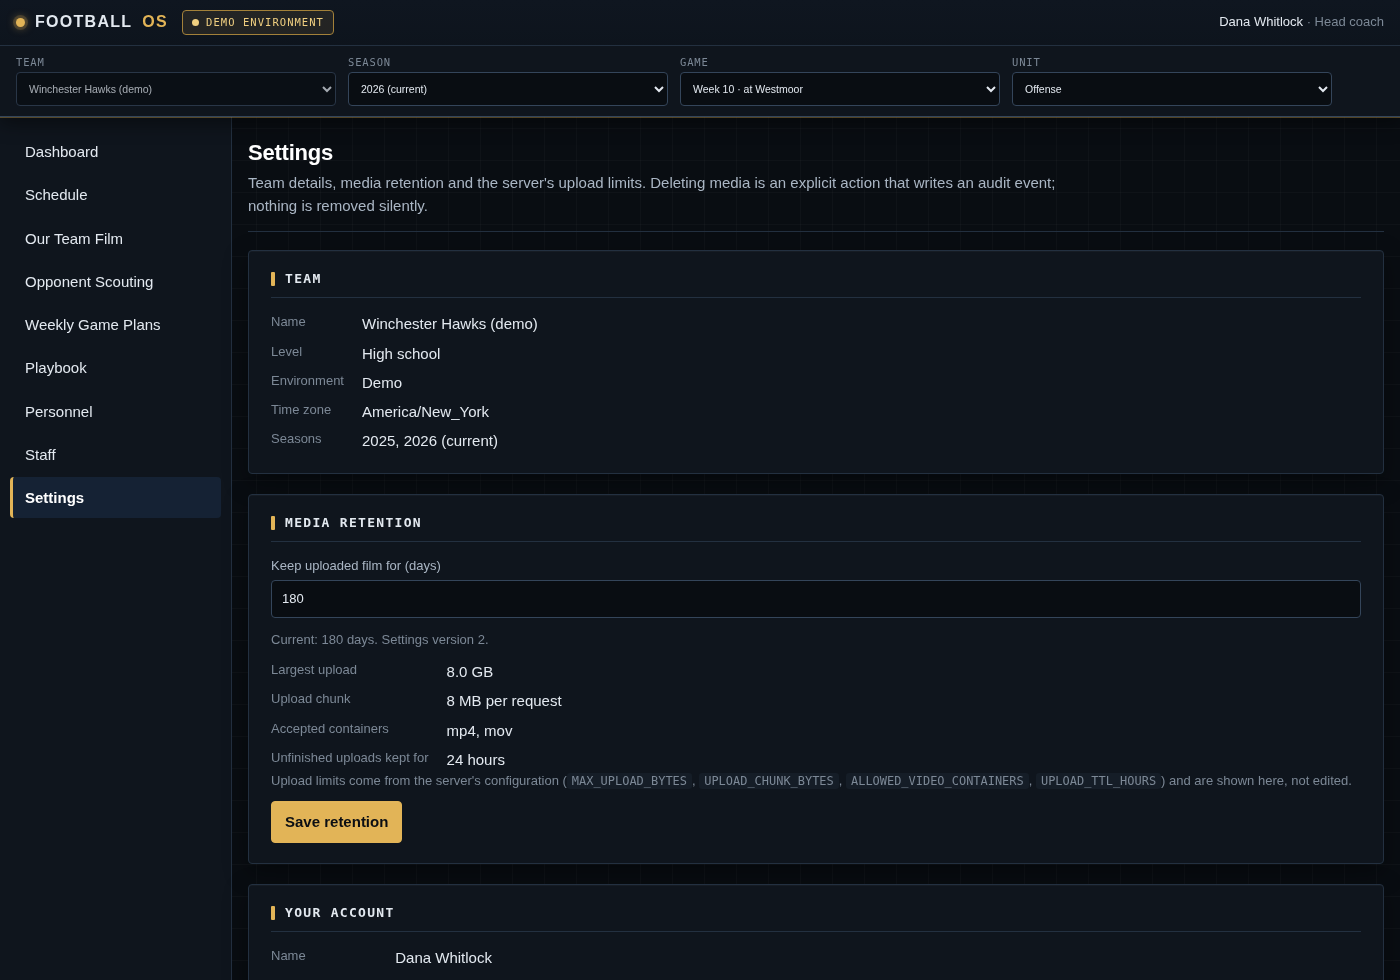 FOOTBALL OS
DEMO ENVIRONMENT
Dana Whitlock · Head coach
TEAM
Winchester Hawks (demo)
SEASON
2026 (current)
GAME
Week 10 · at Westmoor
UNIT
Offense
Dashboard
Schedule
Our Team Film
Opponent Scouting
Weekly Game Plans
Playbook
Personnel
Staff
Settings
Settings
Team details, media retention and the server's upload limits. Deleting media is an explicit action that writes an audit event;
nothing is removed silently.
TEAM
Name Winchester Hawks (demo)
Level High school
Environment Demo
Time zone America/New_York
Seasons 2025, 2026 (current)
MEDIA RETENTION
Keep uploaded film for (days)
180
Current: 180 days. Settings version 2.
Largest upload 8.0 GB
Upload chunk 8 MB per request
Accepted containers mp4, mov
Unfinished uploads kept for 24 hours
Upload limits come from the server's configuration ( MAX_UPLOAD_BYTES , UPLOAD_CHUNK_BYTES , ALLOWED_VIDEO_CONTAINERS , UPLOAD_TTL_HOURS ) and are shown here, not edited.
Save retention
YOUR ACCOUNT
Name Dana Whitlock